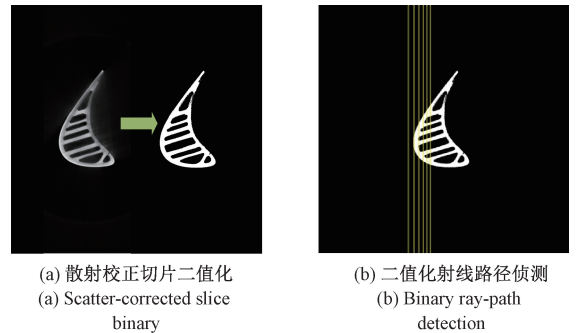 (a) 散射校正切片二值化
(a) Scatter-corrected slice
binary
(b) 二值化射线路径侦测
(b) Binary ray-path
detection